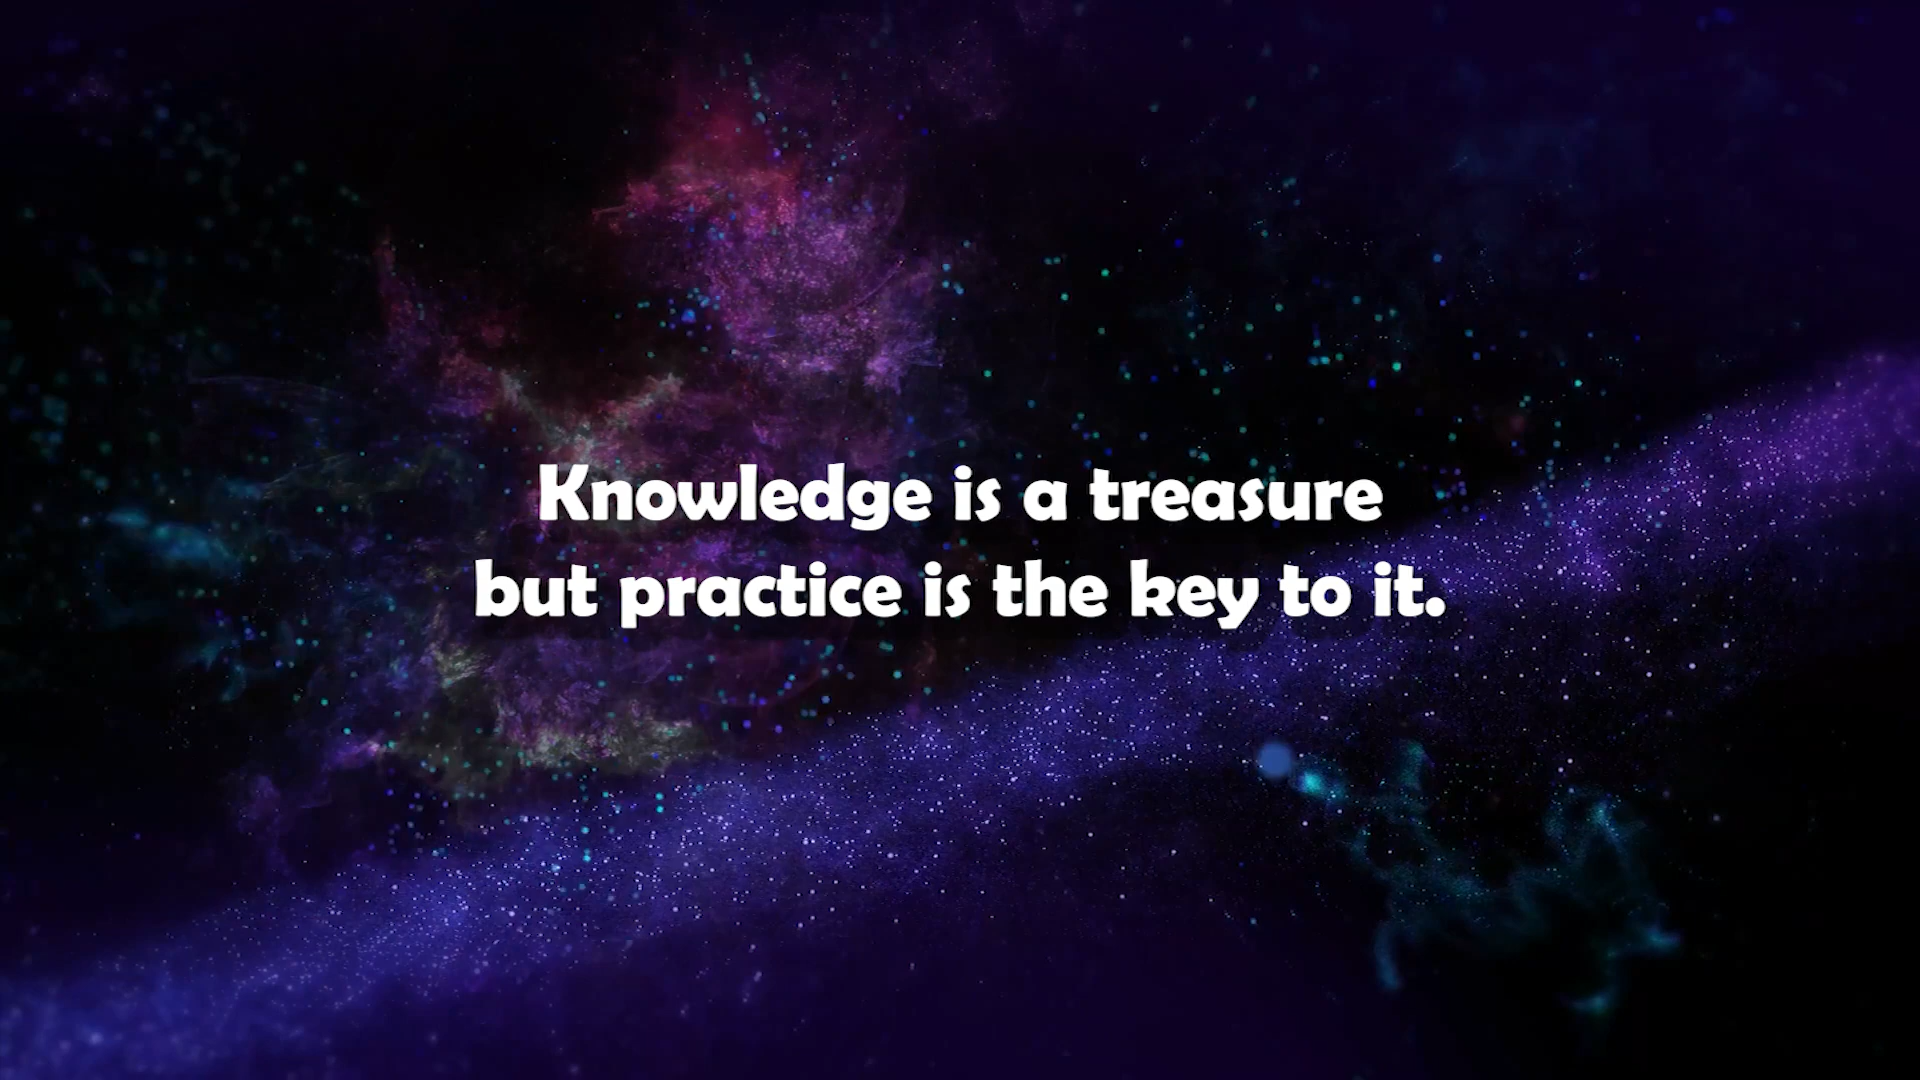 Knowledge is a treasure
but practice is the key to it.